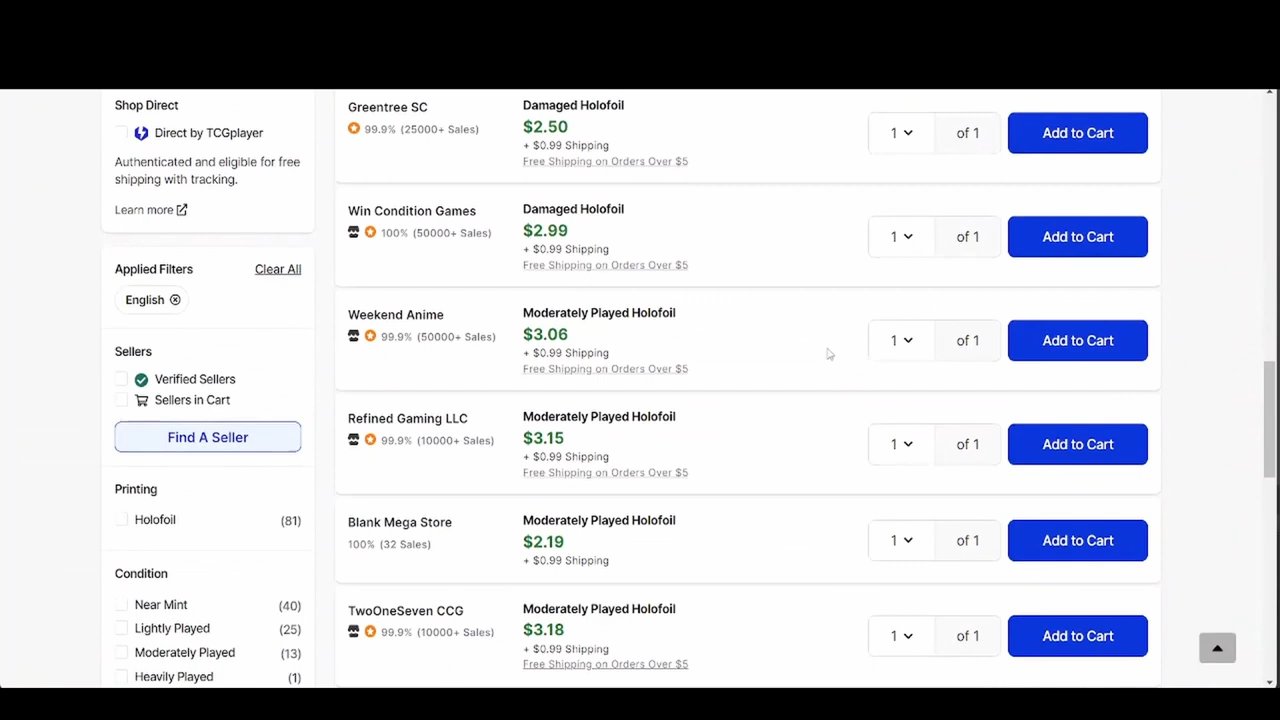 Shop Direct
Direct by TCGplayer
Authenticated and eligible for free
shipping with tracking.
Learn more
Applied Filters Clear All
English
Sellers
Verified Sellers
Sellers in Cart
Find A Seller
Printing
Holofoil (81)
Condition
Near Mint (40)
Lightly Played (25)
Moderately Played (13)
Heavily Played (1)
Greentree SC
99.9% (25000+ Sales)
Damaged Holofoil
$2.50
+ $0.99 Shipping
Free Shipping on Orders Over $5
1 of 1 Add to Cart
Win Condition Games
100% (50000+ Sales)
Damaged Holofoil
$2.99
+ $0.99 Shipping
Free Shipping on Orders Over $5
1 of 1 Add to Cart
Weekend Anime
99.9% (50000+ Sales)
Moderately Played Holofoil
$3.06
+ $0.99 Shipping
Free Shipping on Orders Over $5
1 of 1 Add to Cart
Refined Gaming LLC
99.9% (10000+ Sales)
Moderately Played Holofoil
$3.15
+ $0.99 Shipping
Free Shipping on Orders Over $5
1 of 1 Add to Cart
Blank Mega Store
100% (32 Sales)
Moderately Played Holofoil
$2.19
+ $0.99 Shipping
1 of 1 Add to Cart
TwoOneSeven CCG
99.9% (10000+ Sales)
Moderately Played Holofoil
$3.18
+ $0.99 Shipping
Free Shipping on Orders Over $5
1 of 1 Add to Cart